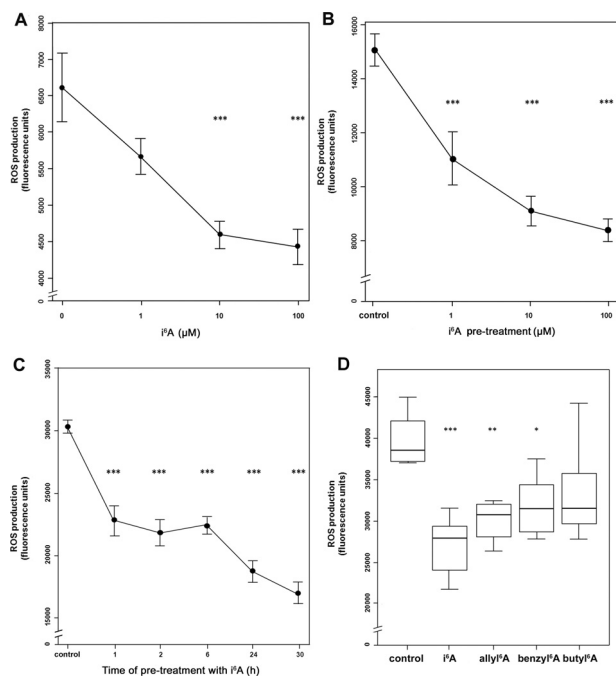 A
ROS production
(fluorescence units)
8000
7500
7000
6500
6000
5500
5000
4500
4000
0
*** ***
0 1 10 100
i⁶A (µM)
B
ROS production
(fluorescence units)
16000
14000
12000
10000
8000
0
*** *** ***
control 1 10 100
i⁶A pre-treatment (µM)
C
ROS production
(fluorescence units)
35000
30000
25000
20000
15000
0
*** *** *** *** ***
control 1 2 6 24 30
Time of pre-treatment with i⁶A (h)
D
ROS production
(fluorescence units)
45000
40000
35000
30000
25000
20000
0
*** ** *
control i⁶A allyl⁶A benzyl⁶A butyl⁶A